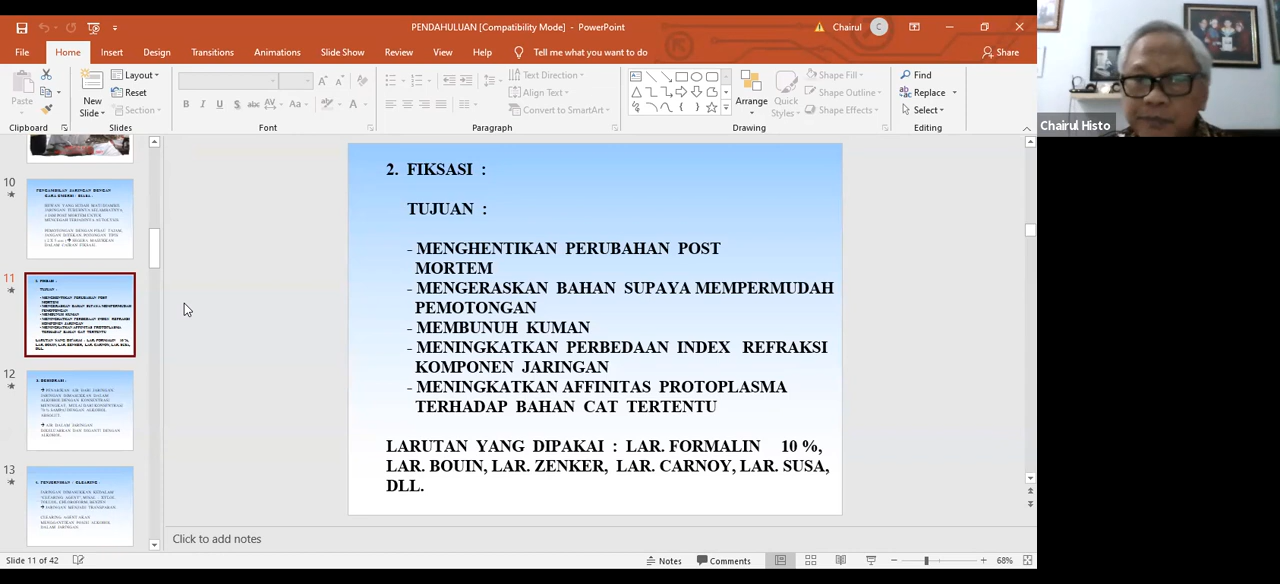 PENDAHULUAN [Compatibility Mode] - PowerPoint
Chairul
C
File Home Insert Design Transitions Animations Slide Show Review View Help Tell me what you want to do
Share
Paste
Clipboard
New
Slide
Layout
Reset
Section
Slides
B I U S abc AV Aa A
Font
Text Direction
Align Text
Convert to SmartArt
Paragraph
Arrange
Quick
Styles
Shape Fill
Shape Outline
Shape Effects
Drawing
Find
Replace
Select
Editing
Chairul Histo
10
11
12
13
2. FIKSASI :
TUJUAN :
- MENGHENTIKAN PERUBAHAN POST
MORTEM
- MENGERASKAN BAHAN SUPAYA MEMPERMUDAH
PEMOTONGAN
- MEMBUNUH KUMAN
- MENINGKATKAN PERBEDAAN INDEX REFRAKSI
KOMPONEN JARINGAN
- MENINGKATKAN AFFINITAS PROTOPLASMA
TERHADAP BAHAN CAT TERTENTU
LARUTAN YANG DIPAKAI : LAR. FORMALIN 10 %,
LAR. BOUIN, LAR. ZENKER, LAR. CARNOY, LAR. SUSA,
DLL.
Click to add notes
Slide 11 of 42
Notes
Comments
68%